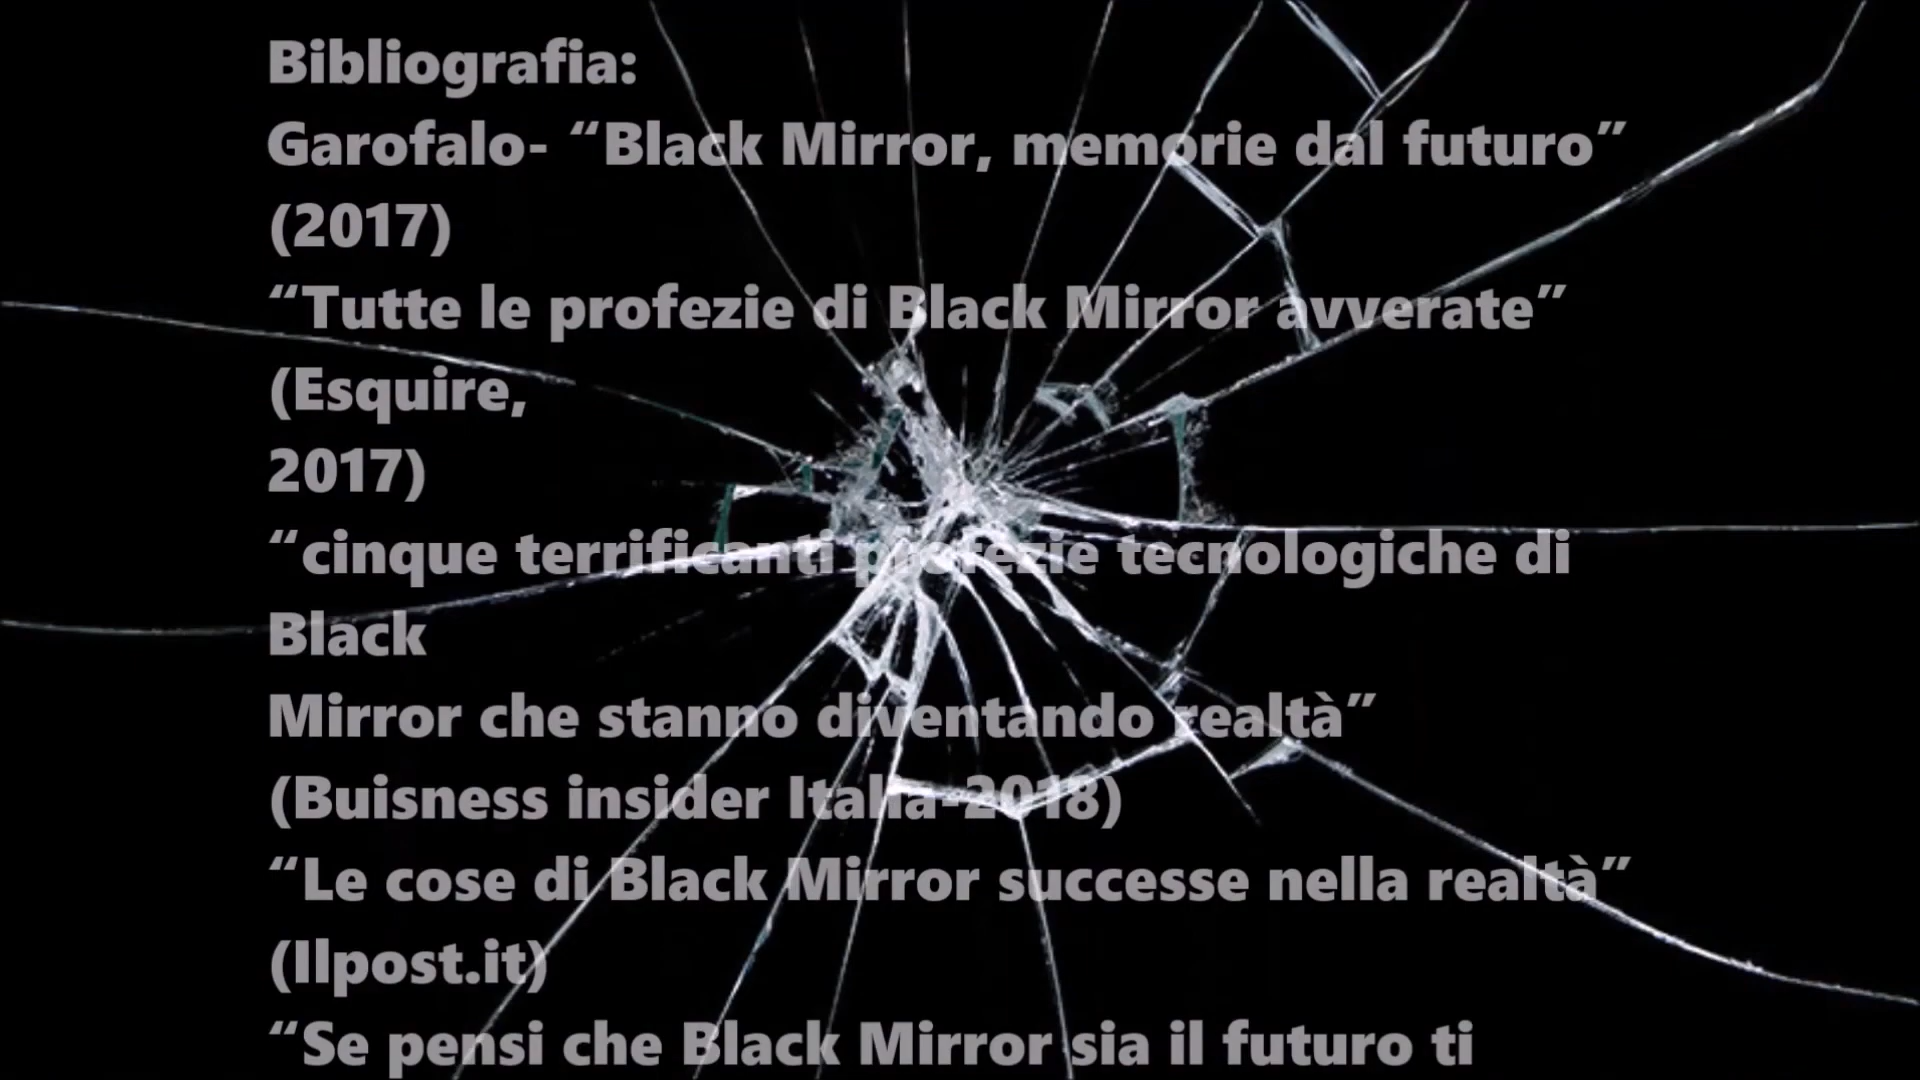 Bibliografia:
Garofalo- “Black Mirror, memorie dal futuro”
(2017)
“Tutte le profezie di Black Mirror avverate”
(Esquire,
2017)
“cinque terrificanti profezie tecnologiche di
Black
Mirror che stanno diventando realtà”
(Buisness insider Italia-2018)
“Le cose di Black Mirror successe nella realtà”
(Ilpost.it)
“Se pensi che Black Mirror sia il futuro ti